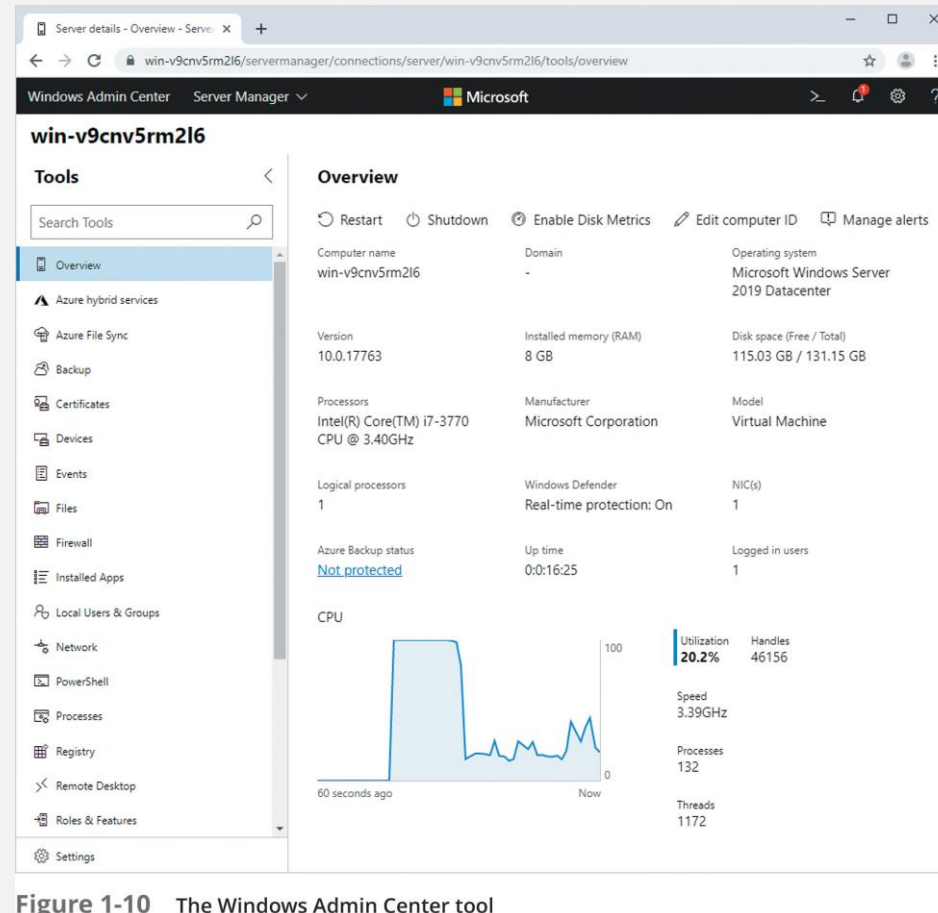 Server details - Overview - Server
win-v9cnv5rm2l6/servermanager/connections/server/win-v9cnv5rm2l6/tools/overview
Windows Admin Center Server Manager Microsoft >_ 1 ?
win-v9cnv5rm2l6
Tools
Search Tools
Overview
Azure hybrid services
Azure File Sync
Backup
Certificates
Devices
Events
Files
Firewall
Installed Apps
Local Users & Groups
Network
PowerShell
Processes
Registry
Remote Desktop
Roles & Features
Settings
Overview
Restart Shutdown Enable Disk Metrics Edit computer ID Manage alerts
Computer name Domain Operating system
win-v9cnv5rm2l6 - Microsoft Windows Server
2019 Datacenter
Version Installed memory (RAM) Disk space (Free / Total)
10.0.17763 8 GB 115.03 GB / 131.15 GB
Processors Manufacturer Model
Intel(R) Core(TM) i7-3770 Microsoft Corporation Virtual Machine
CPU @ 3.40GHz
Logical processors Windows Defender NIC(s)
1 Real-time protection: On 1
Azure Backup status Up time Logged in users
Not protected 0:0:16:25 1
CPU
100
0
60 seconds ago Now
Utilization Handles
20.2% 46156
Speed
3.39GHz
Processes
132
Threads
1172
Figure 1-10 The Windows Admin Center tool